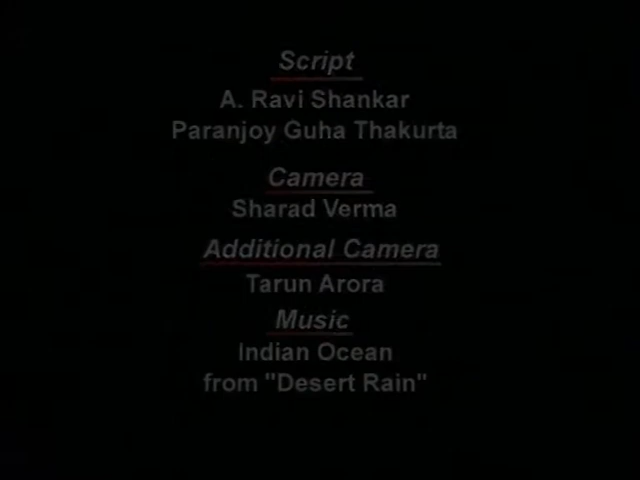 Script
A. Ravi Shankar
Paranjoy Guha Thakurta
Camera
Sharad Verma
Additional Camera
Tarun Arora
Music
Indian Ocean
from "Desert Rain"